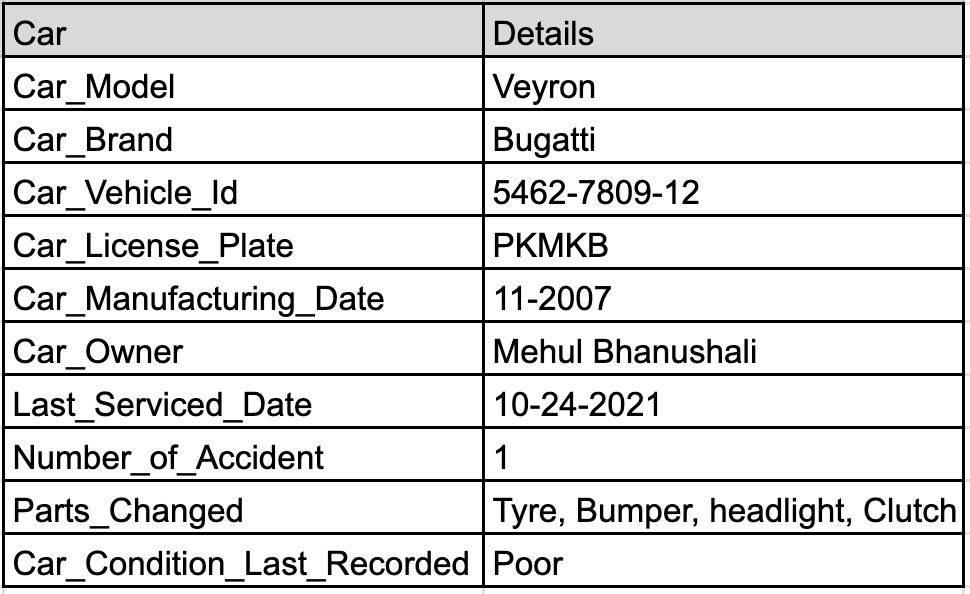 Car Details
Car_Model Veyron
Car_Brand Bugatti
Car_Vehicle_Id 5462-7809-12
Car_License_Plate PKMKB
Car_Manufacturing_Date 11-2007
Car_Owner Mehul Bhanushali
Last_Serviced_Date 10-24-2021
Number_of_Accident 1
Parts_Changed Tyre, Bumper, headlight, Clutch
Car_Condition_Last_Recorded Poor